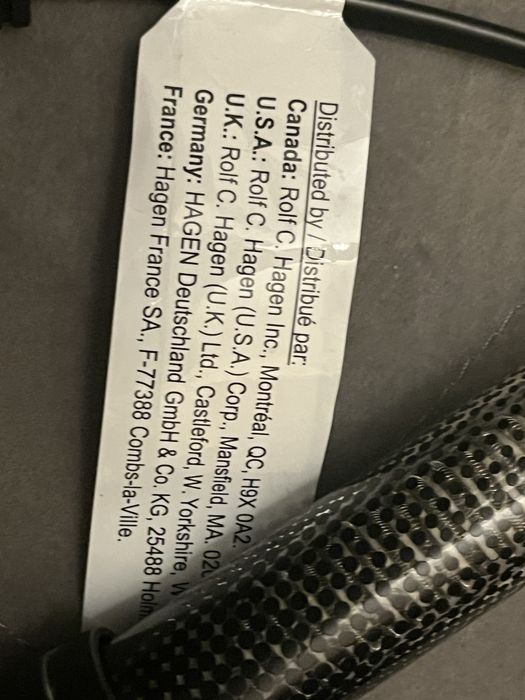 Distributed by / Distribué par:
Canada: Rolf C. Hagen Inc., Montréal, QC, H9X 0A2.
U.S.A.: Rolf C. Hagen (U.S.A.) Corp., Mansfield, MA. 
U.K.: Rolf C. Hagen (U.K.) Ltd., Castleford, W. Yorkshire,
Germany: HAGEN Deutschland GmbH & Co. KG, 25488
France: Hagen France SA., F-77388 Combs-la-Ville.